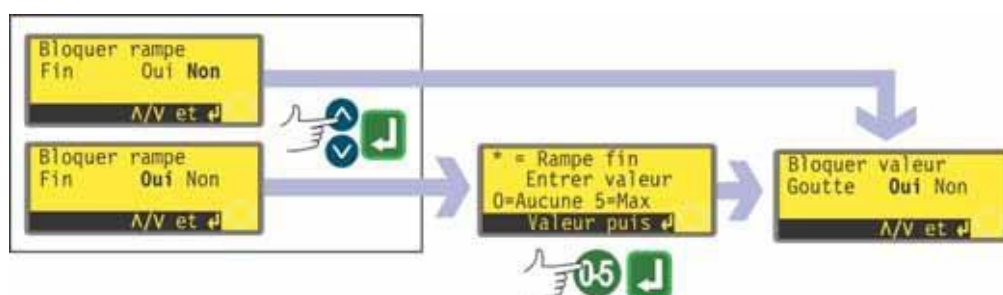 Bloquer rampe
Fin Oui Non
Λ/V et ↲
Bloquer rampe
Fin Oui Non
Λ/V et ↲
* = Rampe fin
Entrer valeur
0=Aucune 5=Max
Valeur puis ↲
0-5
Bloquer valeur
Goutte Oui Non
Λ/V et ↲